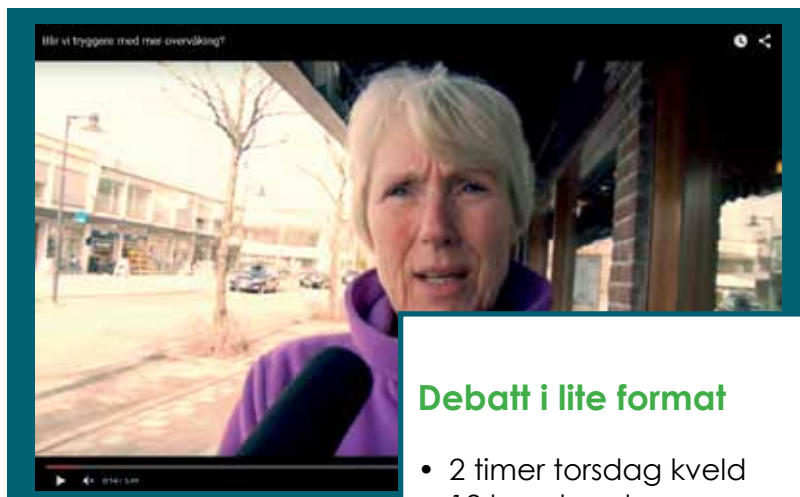 Blir vi tryggere med mer overvåking?
Debatt i lite format
• 2 timer torsdag kveld